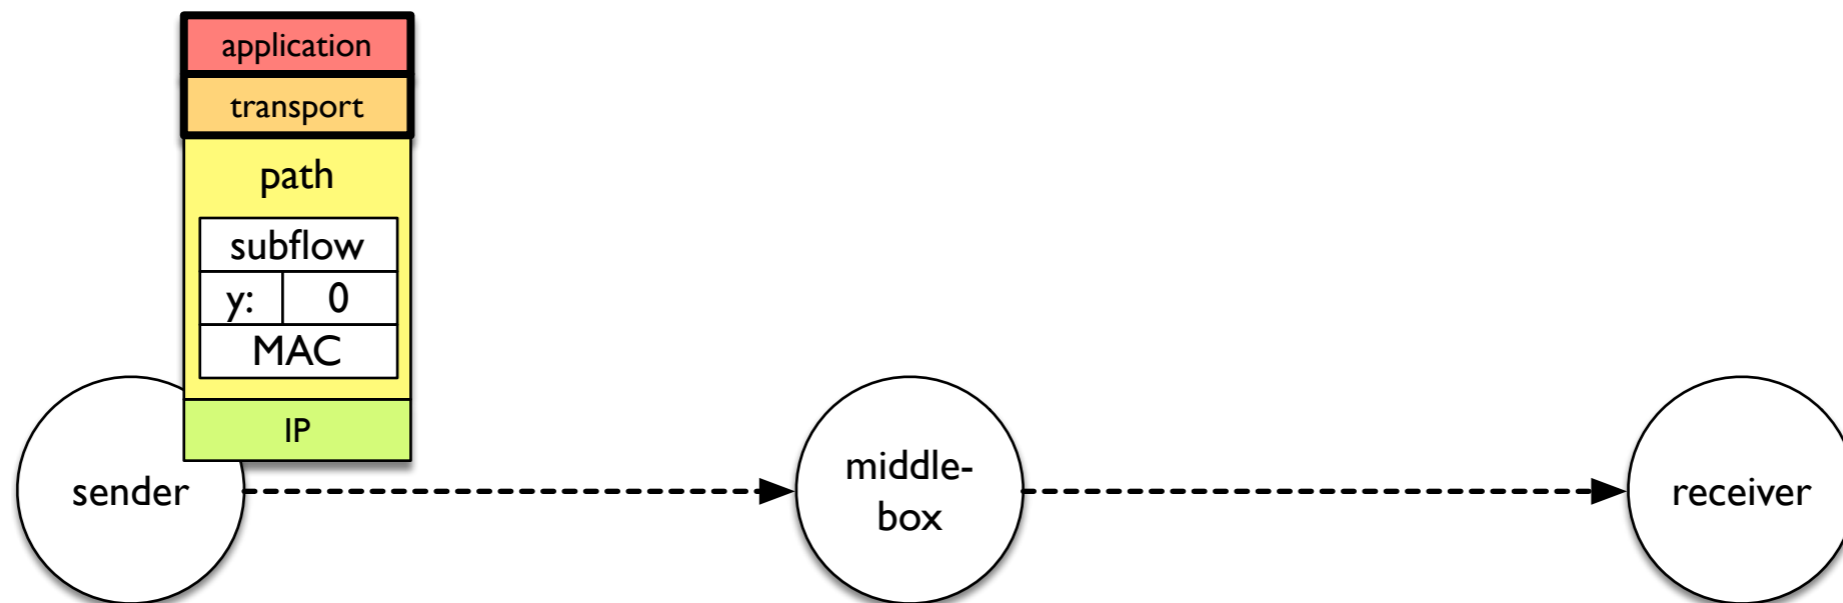 application
transport
path
subflow
y: 0
MAC
IP
sender
middle-
box
receiver